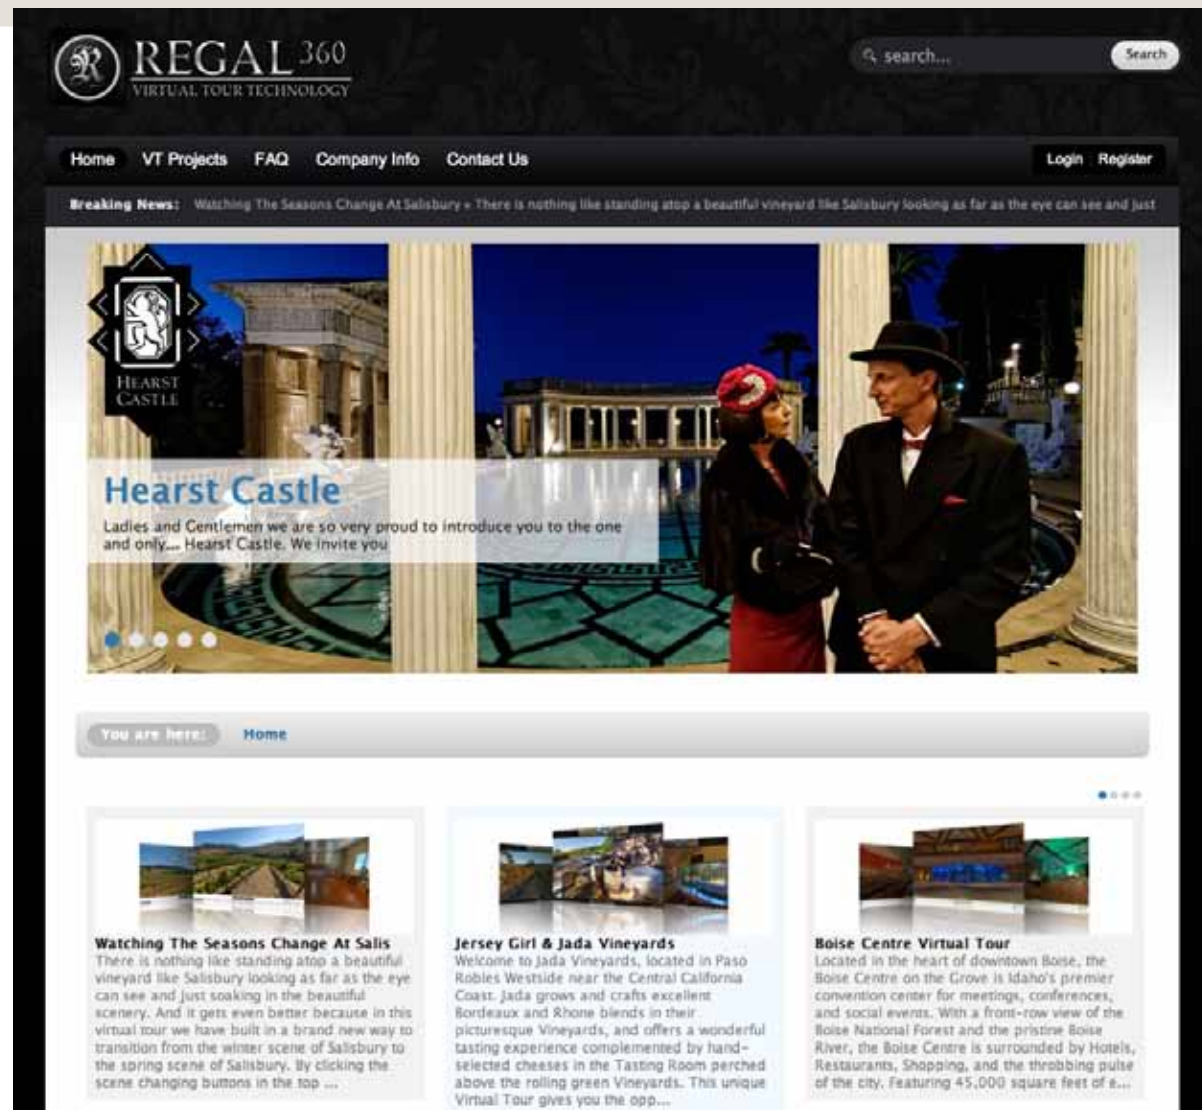 R REGAL 360
VIRTUAL TOUR TECHNOLOGY
search...
Search
Home VT Projects FAQ Company Info Contact Us
Login Register
Breaking News: Watching The Seasons Change At Salisbury » There is nothing like standing atop a beautiful vineyard like Salisbury looking as far as the eye can see and just
HEARST
CASTLE
Hearst Castle
Ladies and Gentlemen we are so very proud to introduce you to the one
and only.... Hearst Castle. We invite you
You are here: Home
Watching The Seasons Change At Salis
There is nothing like standing atop a beautiful
vineyard like Salisbury looking as far as the eye
can see and just soaking in the beautiful
scenery. And it gets even better because in this
virtual tour we have built in a brand new way to
transition from the winter scene of Salisbury to
the spring scene of Salisbury. By clicking the
scene changing buttons in the top ...
Jersey Girl & Jada Vineyards
Welcome to Jada Vineyards, located in Paso
Robles Westside near the Central California
Coast. Jada grows and crafts excellent
Bordeaux and Rhone blends in their
picturesque Vineyards, and offers a wonderful
tasting experience complemented by hand-
selected cheeses in the Tasting Room perched
above the rolling green Vineyards. This unique
Virtual Tour gives you the opp...
Boise Centre Virtual Tour
Located in the heart of downtown Boise, the
Boise Centre on the Grove is Idaho's premier
convention center for meetings, conferences,
and social events. With a front-row view of the
Boise National Forest and the pristine Boise
River, the Boise Centre is surrounded by Hotels,
Restaurants, Shopping, and the throbbing pulse
of the city. Featuring 45,000 square feet of e...